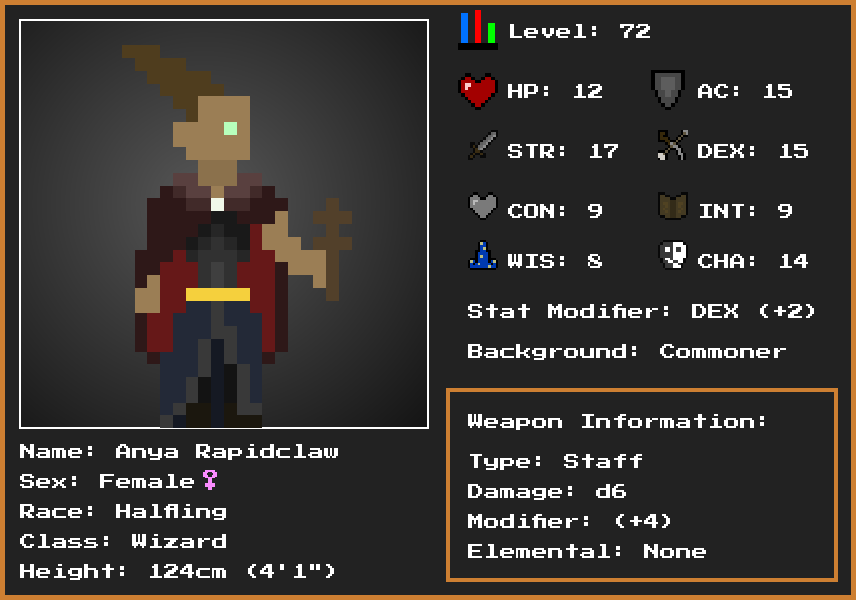 Level: 72
HP: 12
AC: 15
STR: 17
DEX: 15
CON: 9
INT: 9
WIS: 8
CHA: 14
Stat Modifier: DEX (+2)
Background: Commoner
Weapon Information:
Type: Staff
Damage: d6
Modifier: (+4)
Elemental: None
Name: Anya Rapidclaw
Sex: Female♀
Race: Halfling
Class: Wizard
Height: 124cm (4'1")